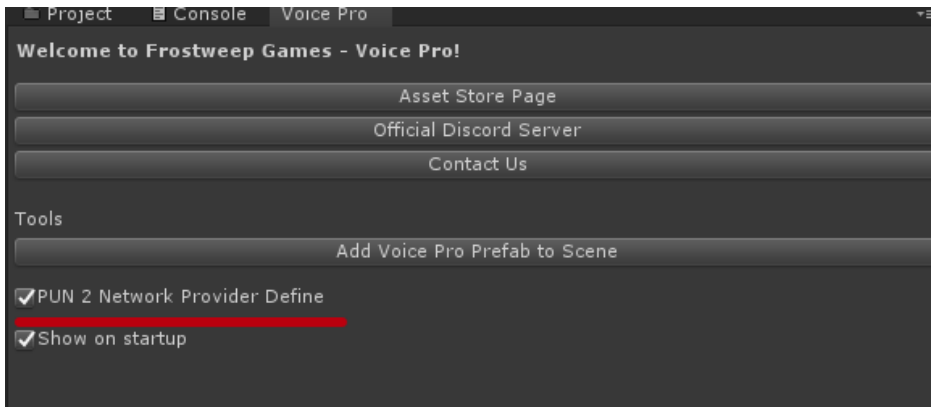 Project Console Voice Pro
Welcome to Frostweep Games - Voice Pro!
Asset Store Page
Official Discord Server
Contact Us
Tools
Add Voice Pro Prefab to Scene
PUN 2 Network Provider Define
Show on startup